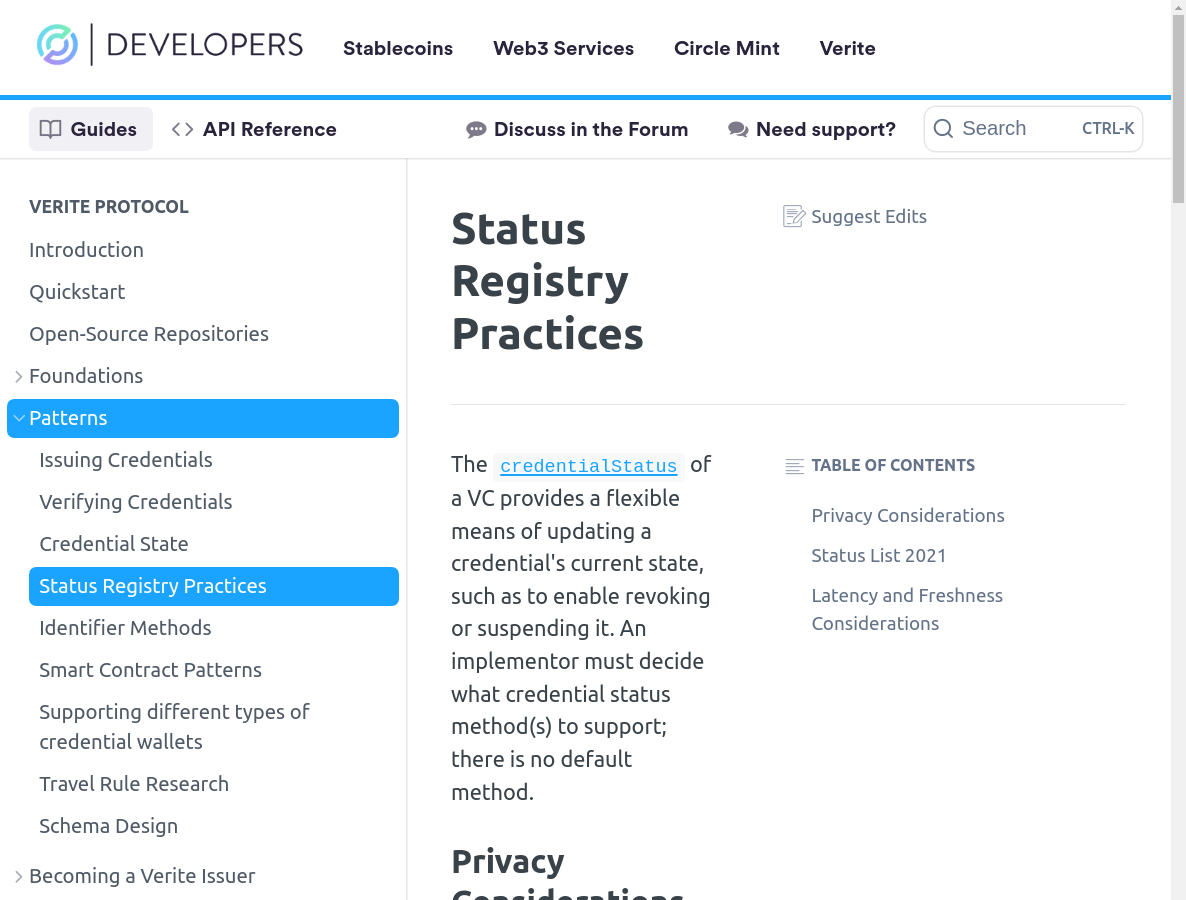 DEVELOPERS
Stablecoins
Web3 Services
Circle Mint
Verite
Guides
API Reference
Discuss in the Forum
Need support?
Search
CTRL-K
VERITE PROTOCOL
Introduction
Quickstart
Open-Source Repositories
Foundations
Patterns
Issuing Credentials
Verifying Credentials
Credential State
Status Registry Practices
Identifier Methods
Smart Contract Patterns
Supporting different types of
credential wallets
Travel Rule Research
Schema Design
Becoming a Verite Issuer
Status
Registry
Practices
Suggest Edits
The credentialStatus of
a VC provides a flexible
means of updating a
credential's current state,
such as to enable revoking
or suspending it. An
implementor must decide
what credential status
method(s) to support;
there is no default
method.
Privacy
Considerations
TABLE OF CONTENTS
Privacy Considerations
Status List 2021
Latency and Freshness
Considerations